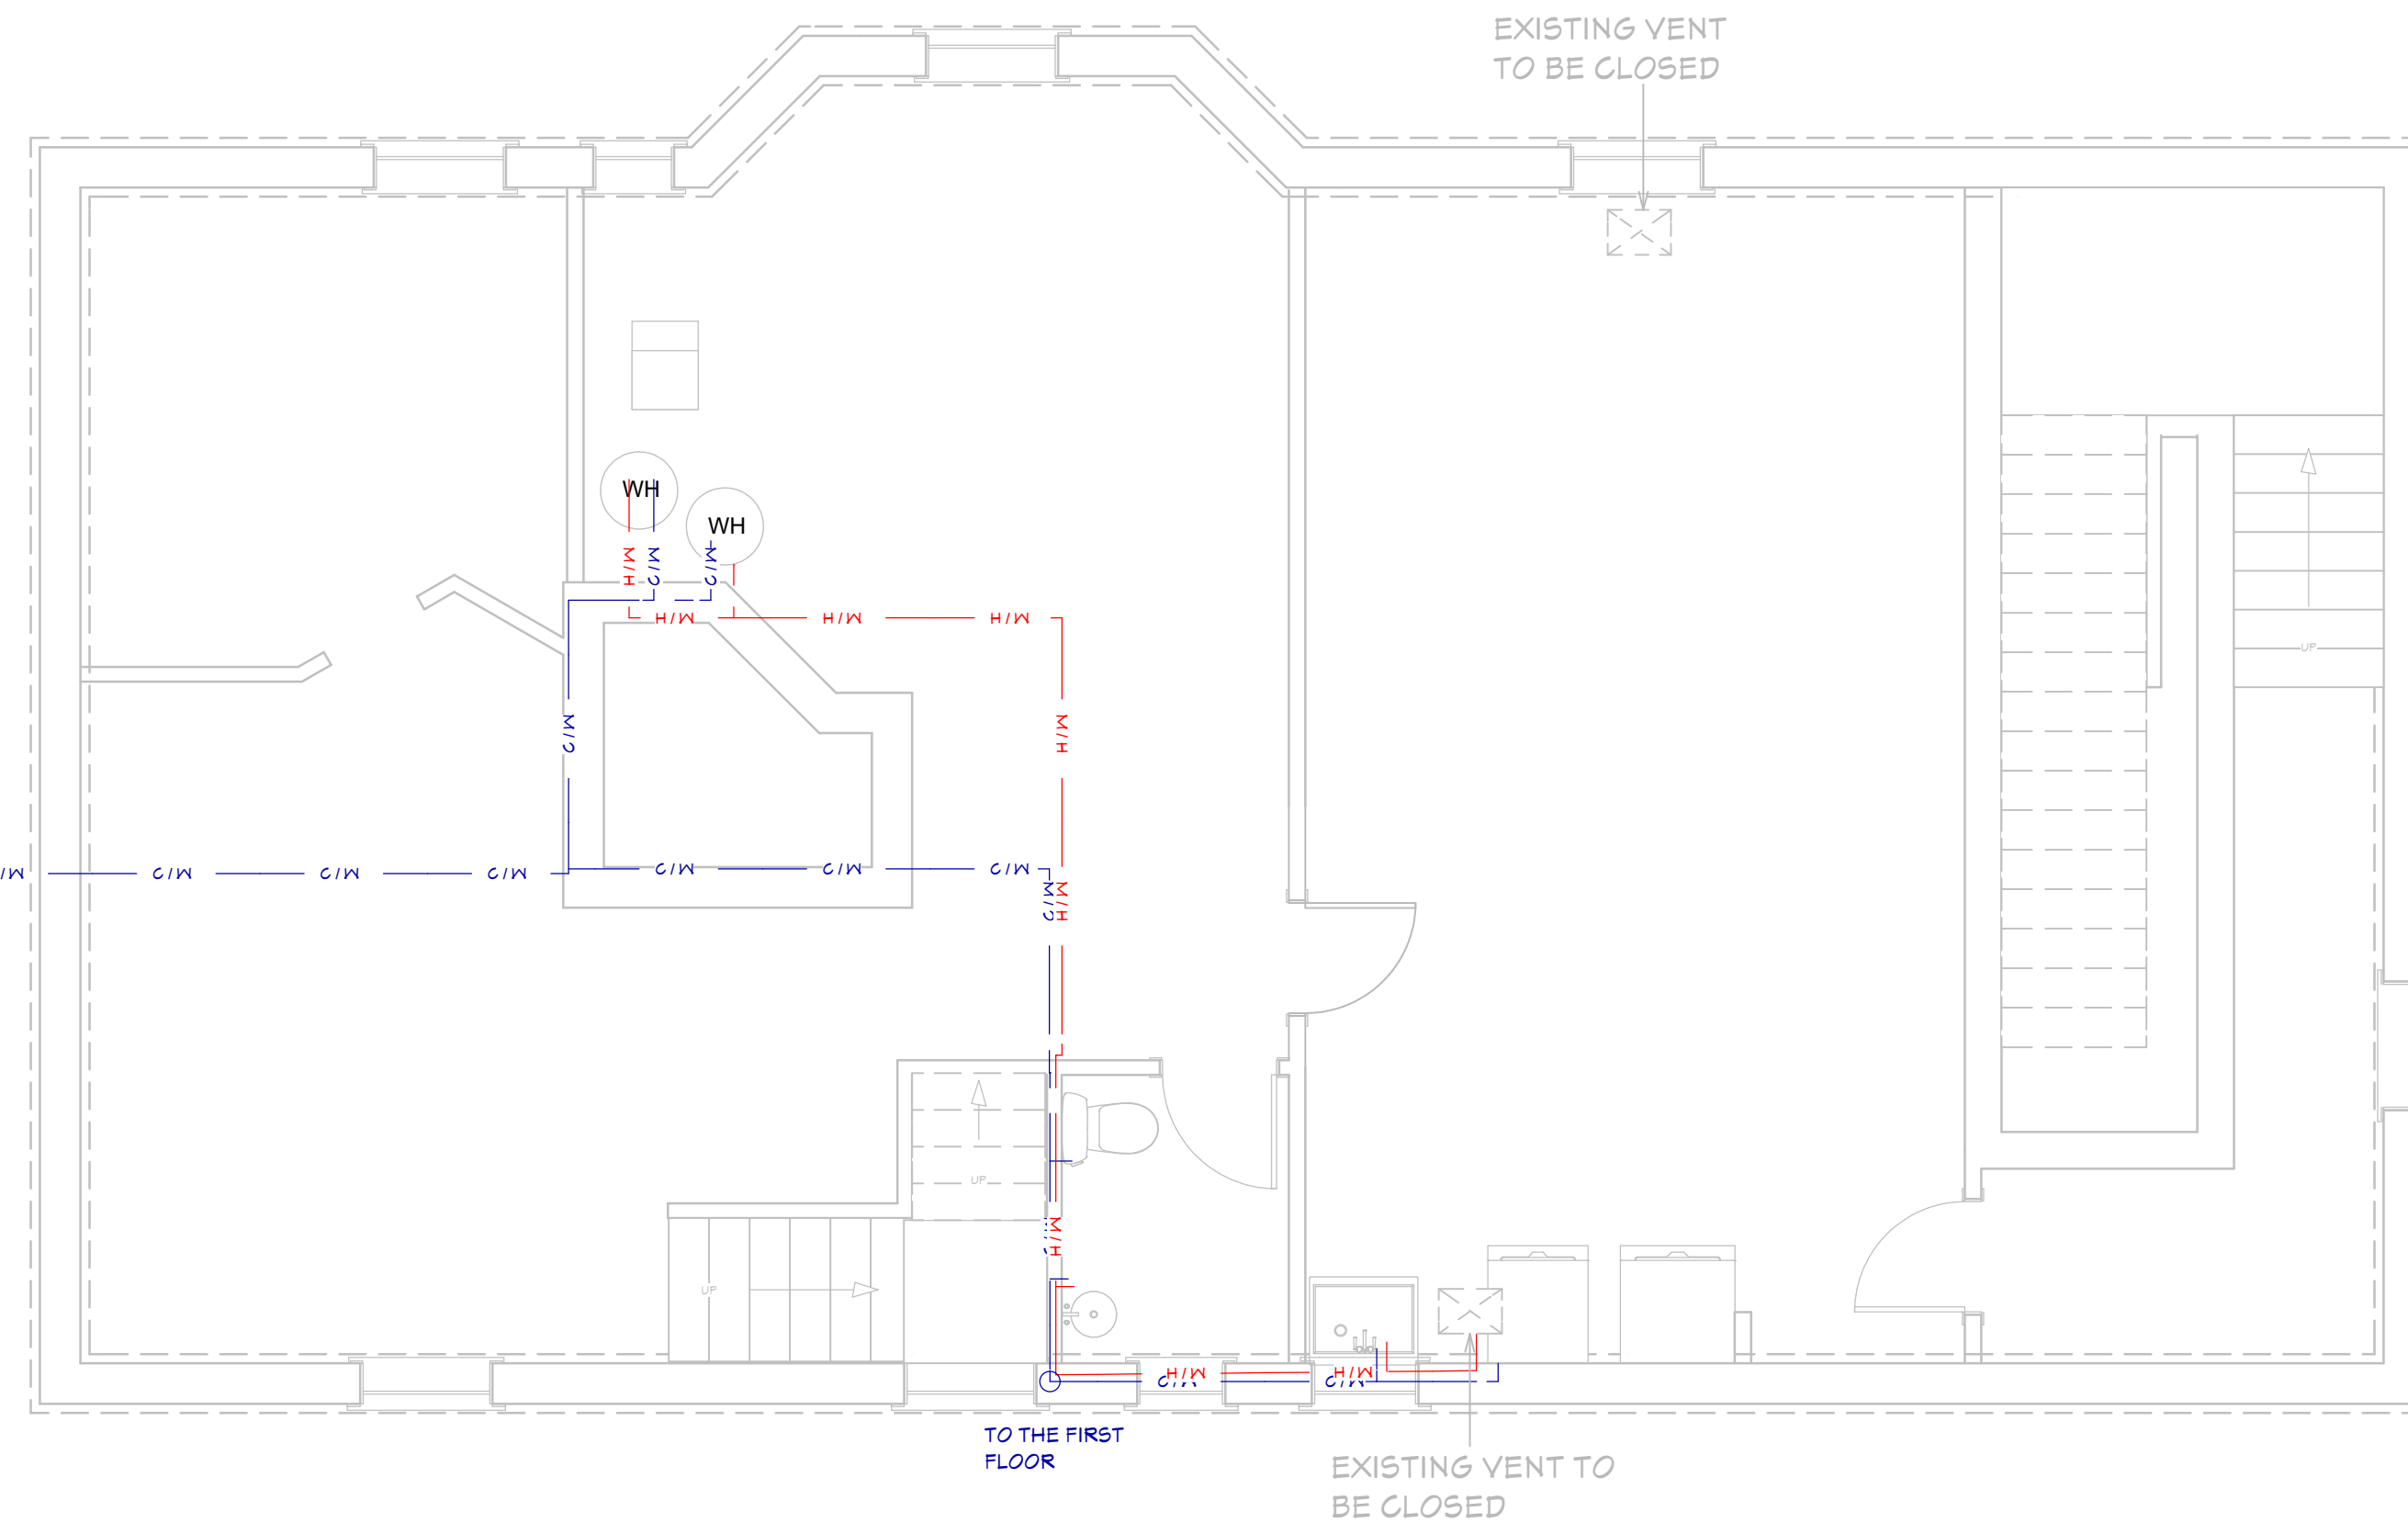 EXISTING VENT
TO BE CLOSED
WH
WH
M/H
M/C
M/C
M/H
M/H
M/H
UP
M/C
M/H
M/C
M/C
M/C
M/C
M/C
M/C
M/C
M/H
UP
M/H
UP
M/H
M/H
M/C
TO THE FIRST
FLOOR
EXISTING VENT TO
BE CLOSED